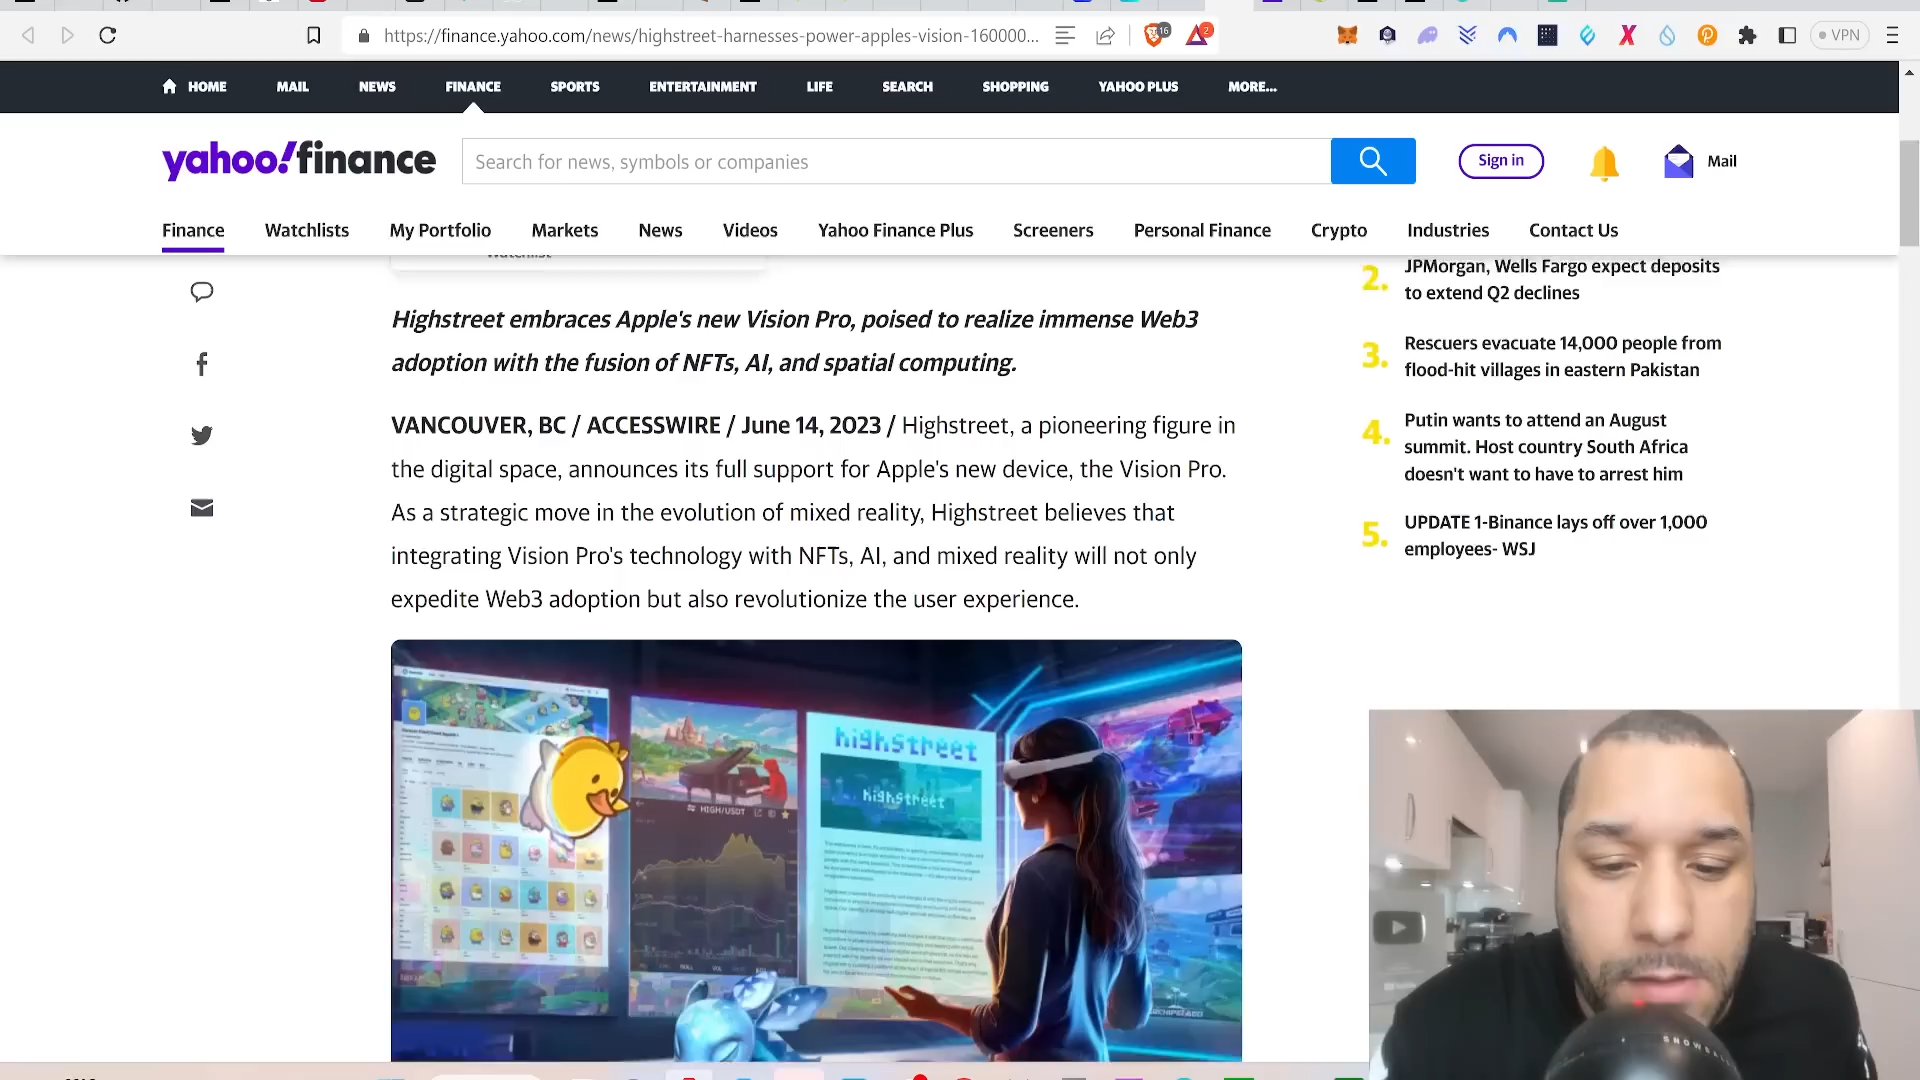 https://finance.yahoo.com/news/highstreet-harnesses-power-apples-vision-160000...
16
2
VPN
HOME
MAIL
NEWS
FINANCE
SPORTS
ENTERTAINMENT
LIFE
SEARCH
SHOPPING
YAHOO PLUS
MORE...
yahoo!finance
Search for news, symbols or companies
Sign in
Mail
Finance
Watchlists
My Portfolio
Markets
News
Videos
Yahoo Finance Plus
Screeners
Personal Finance
Crypto
Industries
Contact Us
Watchlist
Highstreet embraces Apple's new Vision Pro, poised to realize immense Web3
adoption with the fusion of NFTs, AI, and spatial computing.
VANCOUVER, BC / ACCESSWIRE / June 14, 2023 / Highstreet, a pioneering figure in
the digital space, announces its full support for Apple's new device, the Vision Pro.
As a strategic move in the evolution of mixed reality, Highstreet believes that
integrating Vision Pro's technology with NFTs, AI, and mixed reality will not only
expedite Web3 adoption but also revolutionize the user experience.
highstreet
highstreet
HIGH/USDT
2. JPMorgan, Wells Fargo expect deposits
to extend Q2 declines
3. Rescuers evacuate 14,000 people from
flood-hit villages in eastern Pakistan
4. Putin wants to attend an August
summit. Host country South Africa
doesn't want to have to arrest him
5. UPDATE 1-Binance lays off over 1,000
employees- WSJ